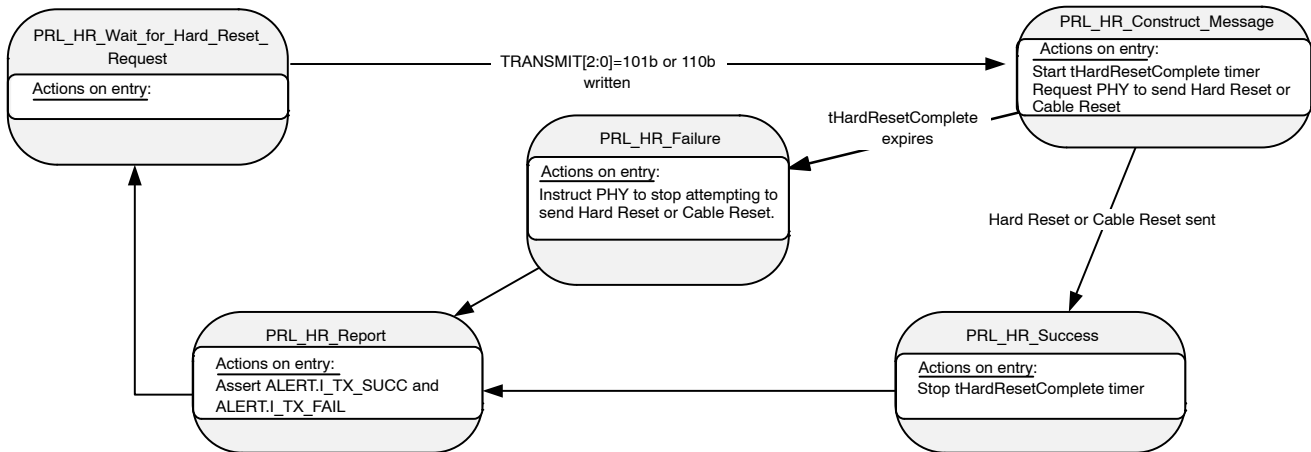 PRL_HR_Wait_for_Hard_Reset_
Request
Actions on entry:
TRANSMIT[2:0]=101b or 110b
written
PRL_HR_Construct_Message
Actions on entry:
Start tHardResetComplete timer
Request PHY to send Hard Reset or
Cable Reset
tHardResetComplete
expires
PRL_HR_Failure
Actions on entry:
Instruct PHY to stop attempting to
send Hard Reset or Cable Reset.
Hard Reset or Cable Reset sent
PRL_HR_Report
Actions on entry:
Assert ALERT.I_TX_SUCC and
ALERT.I_TX_FAIL
PRL_HR_Success
Actions on entry:
Stop tHardResetComplete timer